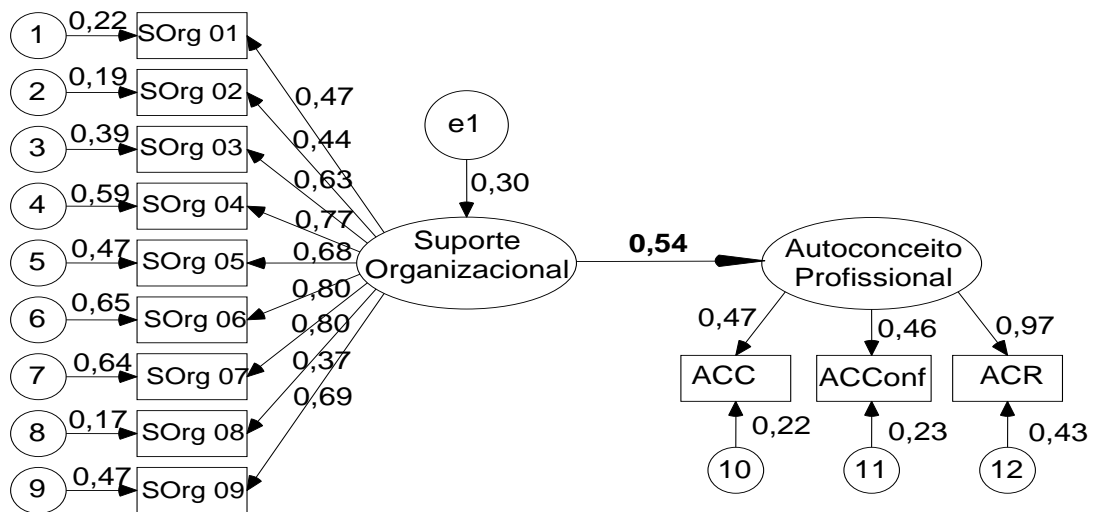 1
0,22
SOrg 01
2
0,19
SOrg 02
3
0,39
SOrg 03
4
0,59
SOrg 04
5
0,47
SOrg 05
6
0,65
SOrg 06
7
0,64
SOrg 07
8
0,17
SOrg 08
9
0,47
SOrg 09
0,47
0,44
0,63
0,77
0,68
0,80
0,80
0,37
0,69
e1
0,30
Suporte
Organizacional
0,54
Autoconceito
Profissional
0,47
0,46
0,97
ACC
ACConf
ACR
0,22
0,23
0,43
10
11
12